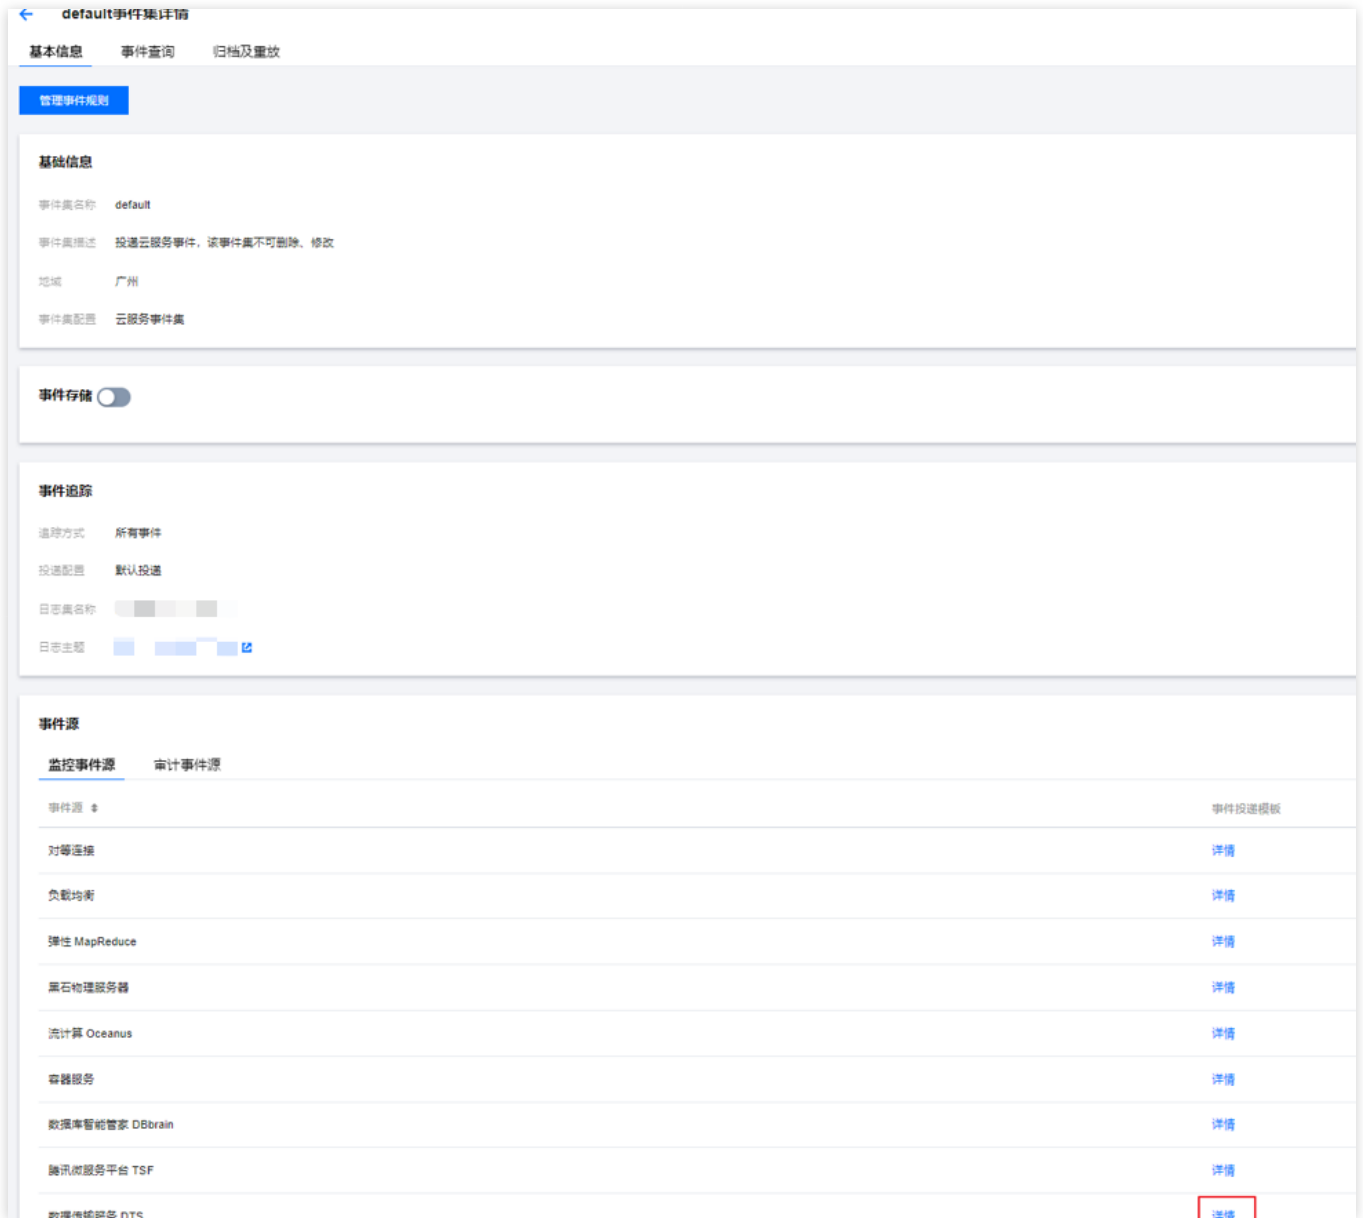 default事件集详情
基本信息 事件查询 归档及重放
管理事件规则
基础信息
事件集名称 default
事件集描述 投递云服务事件，该事件集不可删除、修改
地域 广州
事件集配置 云服务事件集
事件存储
事件追踪
追踪方式 所有事件
投递配置 默认投递
日志集名称
日志主题
事件源
监控事件源 审计事件源
事件源 事件投递模板
对等连接 详情
负载均衡 详情
弹性 MapReduce 详情
黑石物理服务器 详情
流计算 Oceanus 详情
容器服务 详情
数据库智能管家 DBbrain 详情
腾讯微服务平台 TSF 详情
数据传输服务 DTS 详情